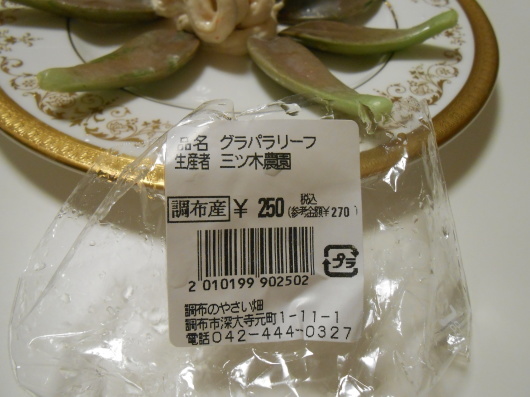 品名 グラパラリーフ
生産者 三ツ木農園
調布産 ¥ 250 税込 (参考金額¥270)
2 010199 902502
プラ
調布のやさい畑
調布市深大寺元町1-11-1
電話042-444-0327